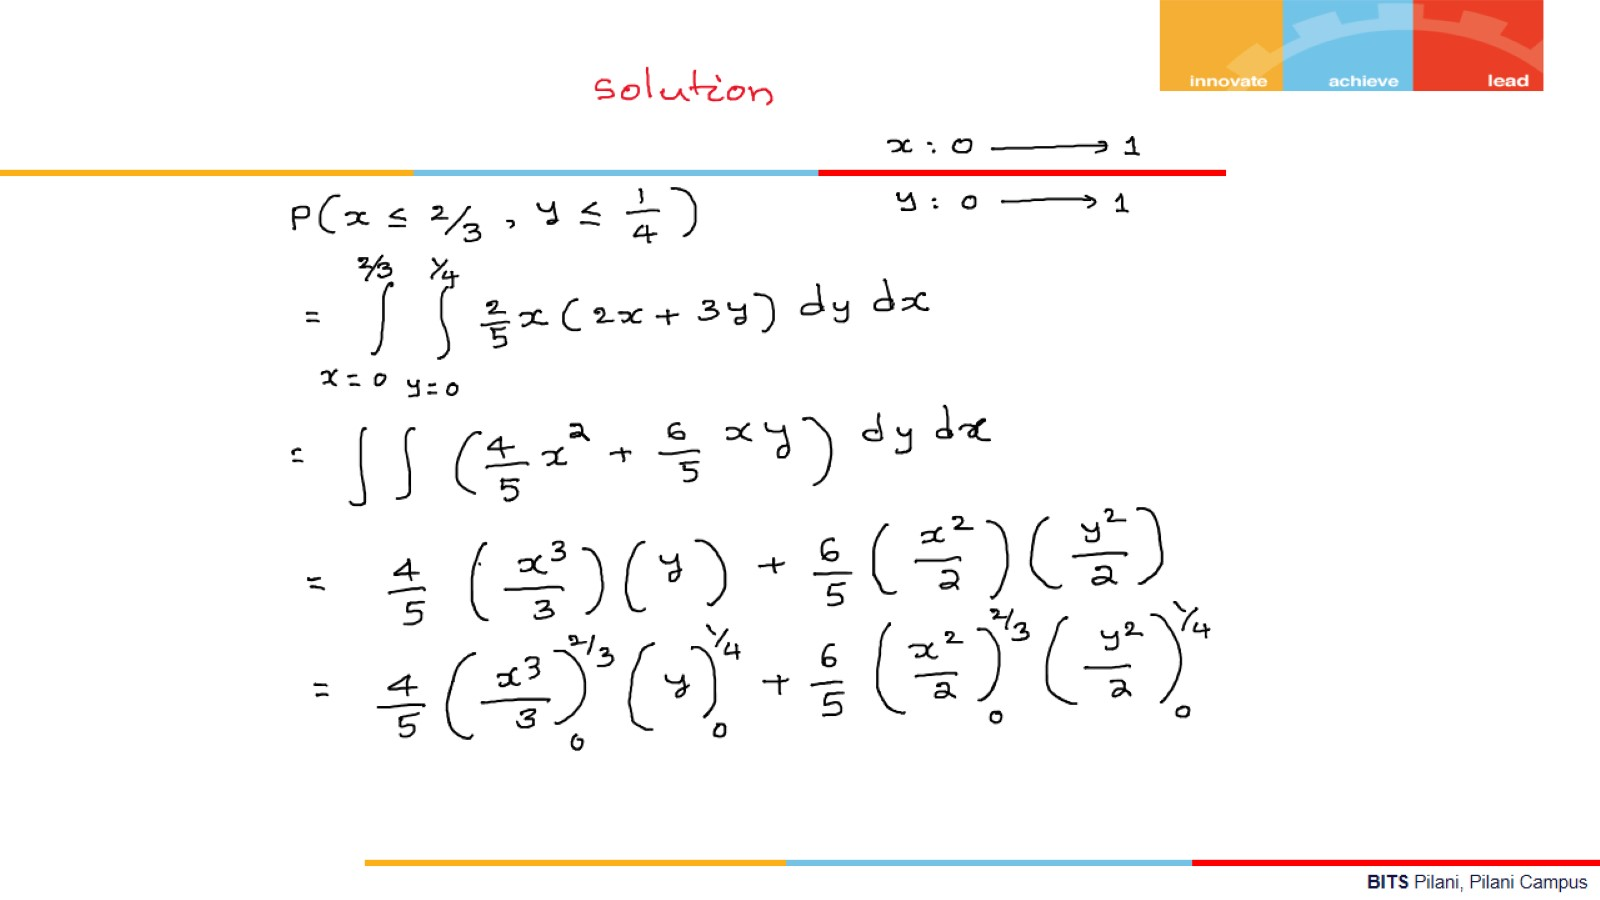 innovate achieve lead
solution
x : 0 ⟶ 1
y : 0 ⟶ 1
P(x ≤ 2/3, y ≤ 1/4)
= ∫_{x=0}^{2/3} ∫_{y=0}^{1/4} 2/5 x (2x + 3y) dy dx
= ∫ ∫ (4/5 x² + 6/5 xy) dy dx
= 4/5 (x³/3) (y) + 6/5 (x²/2) (y²/2)
= 4/5 (x³/3)_0^{2/3} (y)_0^{1/4} + 6/5 (x²/2)_0^{2/3} (y²/2)_0^{1/4}
BITS Pilani, Pilani Campus